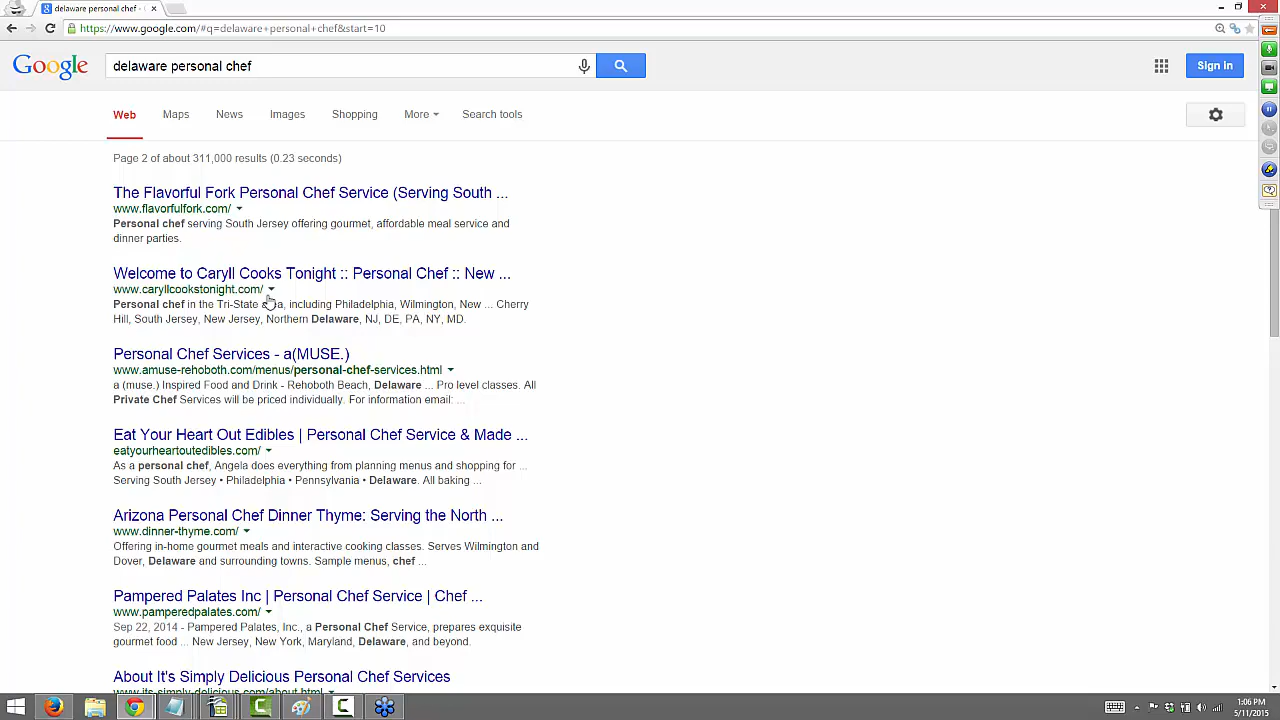 delaware personal chef -
https://www.google.com/#q=delaware+personal+chef&start=10
Google
delaware personal chef
Sign in
Web
Maps
News
Images
Shopping
More
Search tools
Page 2 of about 311,000 results (0.23 seconds)
The Flavorful Fork Personal Chef Service (Serving South ...
www.flavorfulfork.com/
Personal chef serving South Jersey offering gourmet, affordable meal service and
dinner parties.
Welcome to Caryll Cooks Tonight :: Personal Chef :: New ...
www.caryllcookstonight.com/
Personal chef in the Tri-State , including Philadelphia, Wilmington, New ... Cherry
Hill, South Jersey, New Jersey, Northern Delaware, NJ, DE, PA, NY, MD.
Personal Chef Services - a(MUSE.)
www.amuse-rehoboth.com/menus/personal-chef-services.html
a (muse.) Inspired Food and Drink - Rehoboth Beach, Delaware ... Pro level classes. All
Private Chef Services will be priced individually. For information email: ...
Eat Your Heart Out Edibles | Personal Chef Service & Made ...
eatyourheartoutedibles.com/
As a personal chef, Angela does everything from planning menus and shopping for ...
Serving South Jersey • Philadelphia • Pennsylvania • Delaware. All baking ...
Arizona Personal Chef Dinner Thyme: Serving the North ...
www.dinner-thyme.com/
Offering in-home gourmet meals and interactive cooking classes. Serves Wilmington and
Dover, Delaware and surrounding towns. Sample menus, chef ...
Pampered Palates Inc | Personal Chef Service | Chef ...
www.pamperedpalates.com/
Sep 22, 2014 - Pampered Palates, Inc., a Personal Chef Service, prepares exquisite
gourmet food ... New Jersey, New York, Maryland, Delaware, and beyond.
About It's Simply Delicious Personal Chef Services
www.its-simply-delicious.com/about.html
1:06 PM
5/11/2015